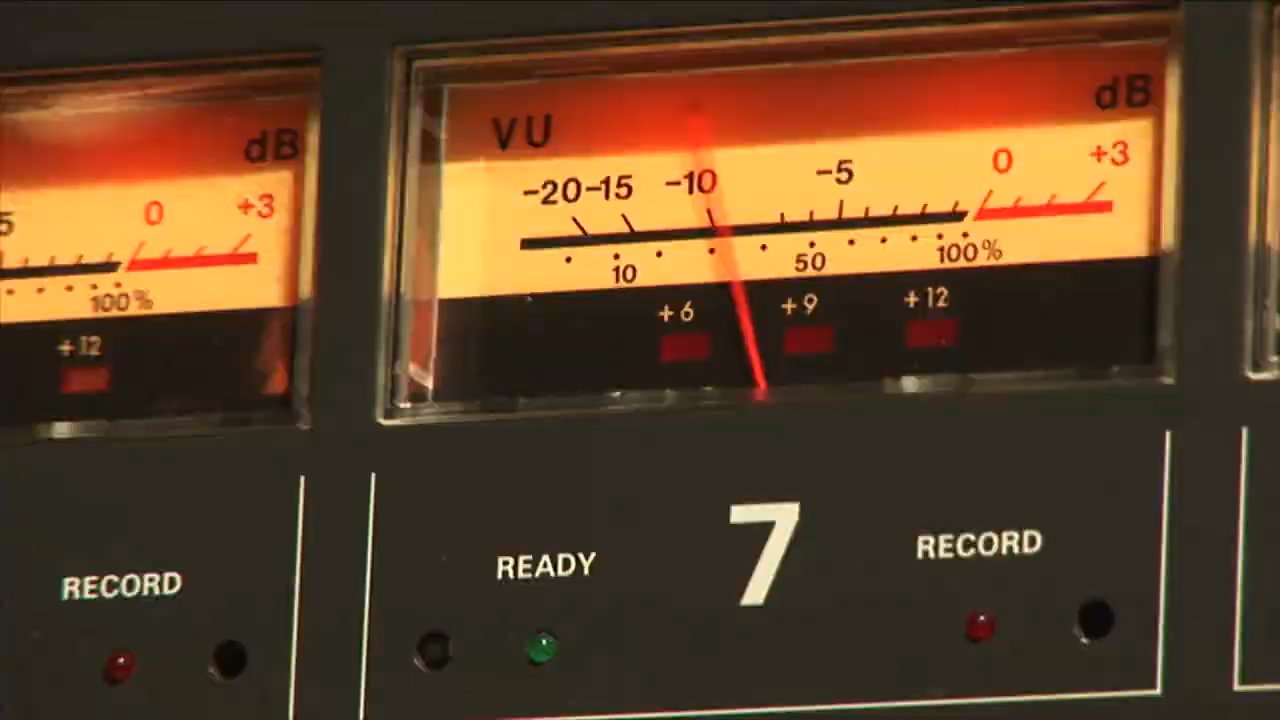 dB
5 0 +3
100%
+12
RECORD
VU dB
-20 -15 -10 -5 0 +3
10 50 100%
+6 +9 +12
READY 7 RECORD